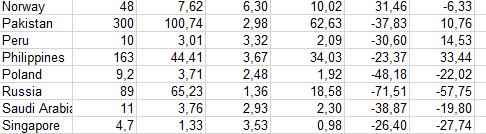 Norway 48 7,62 6,30 10,02 31,46 -6,33
Pakistan 300 100,74 2,98 62,63 -37,83 10,76
Peru 10 3,01 3,32 2,09 -30,60 14,53
Philippines 163 44,41 3,67 34,03 -23,37 33,44
Poland 9,2 3,71 2,48 1,92 -48,18 -22,02
Russia 89 65,23 1,36 18,58 -71,51 -57,75
Saudi Arabia 11 3,76 2,93 2,30 -38,87 -19,80
Singapore 4,7 1,33 3,53 0,98 -26,40 -27,74